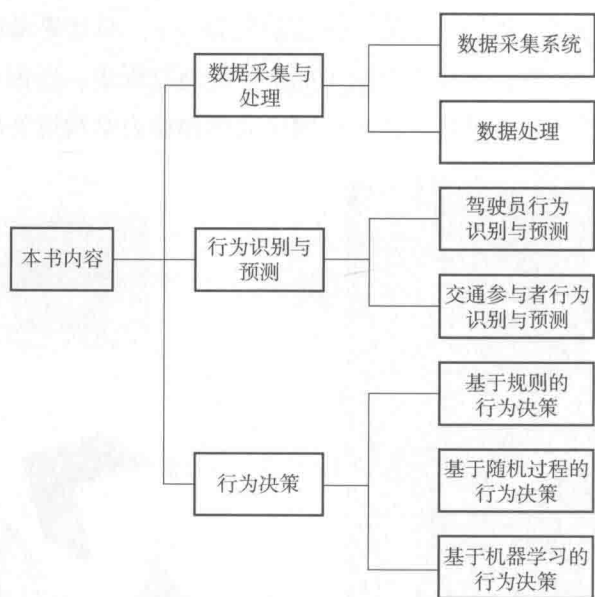 本书内容
数据采集与
处理
数据采集系统
数据处理
行为识别与
预测
驾驶员行为
识别与预测
交通参与者行为
识别与预测
行为决策
基于规则的
行为决策
基于随机过程的
行为决策
基于机器学习的
行为决策